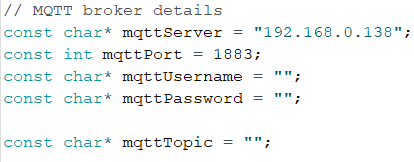 // MQTT broker details
const char* mqttServer = "192.168.0.138";
const int mqttPort = 1883;
const char* mqttUsername = "";
const char* mqttPassword = "";
const char* mqttTopic = "";